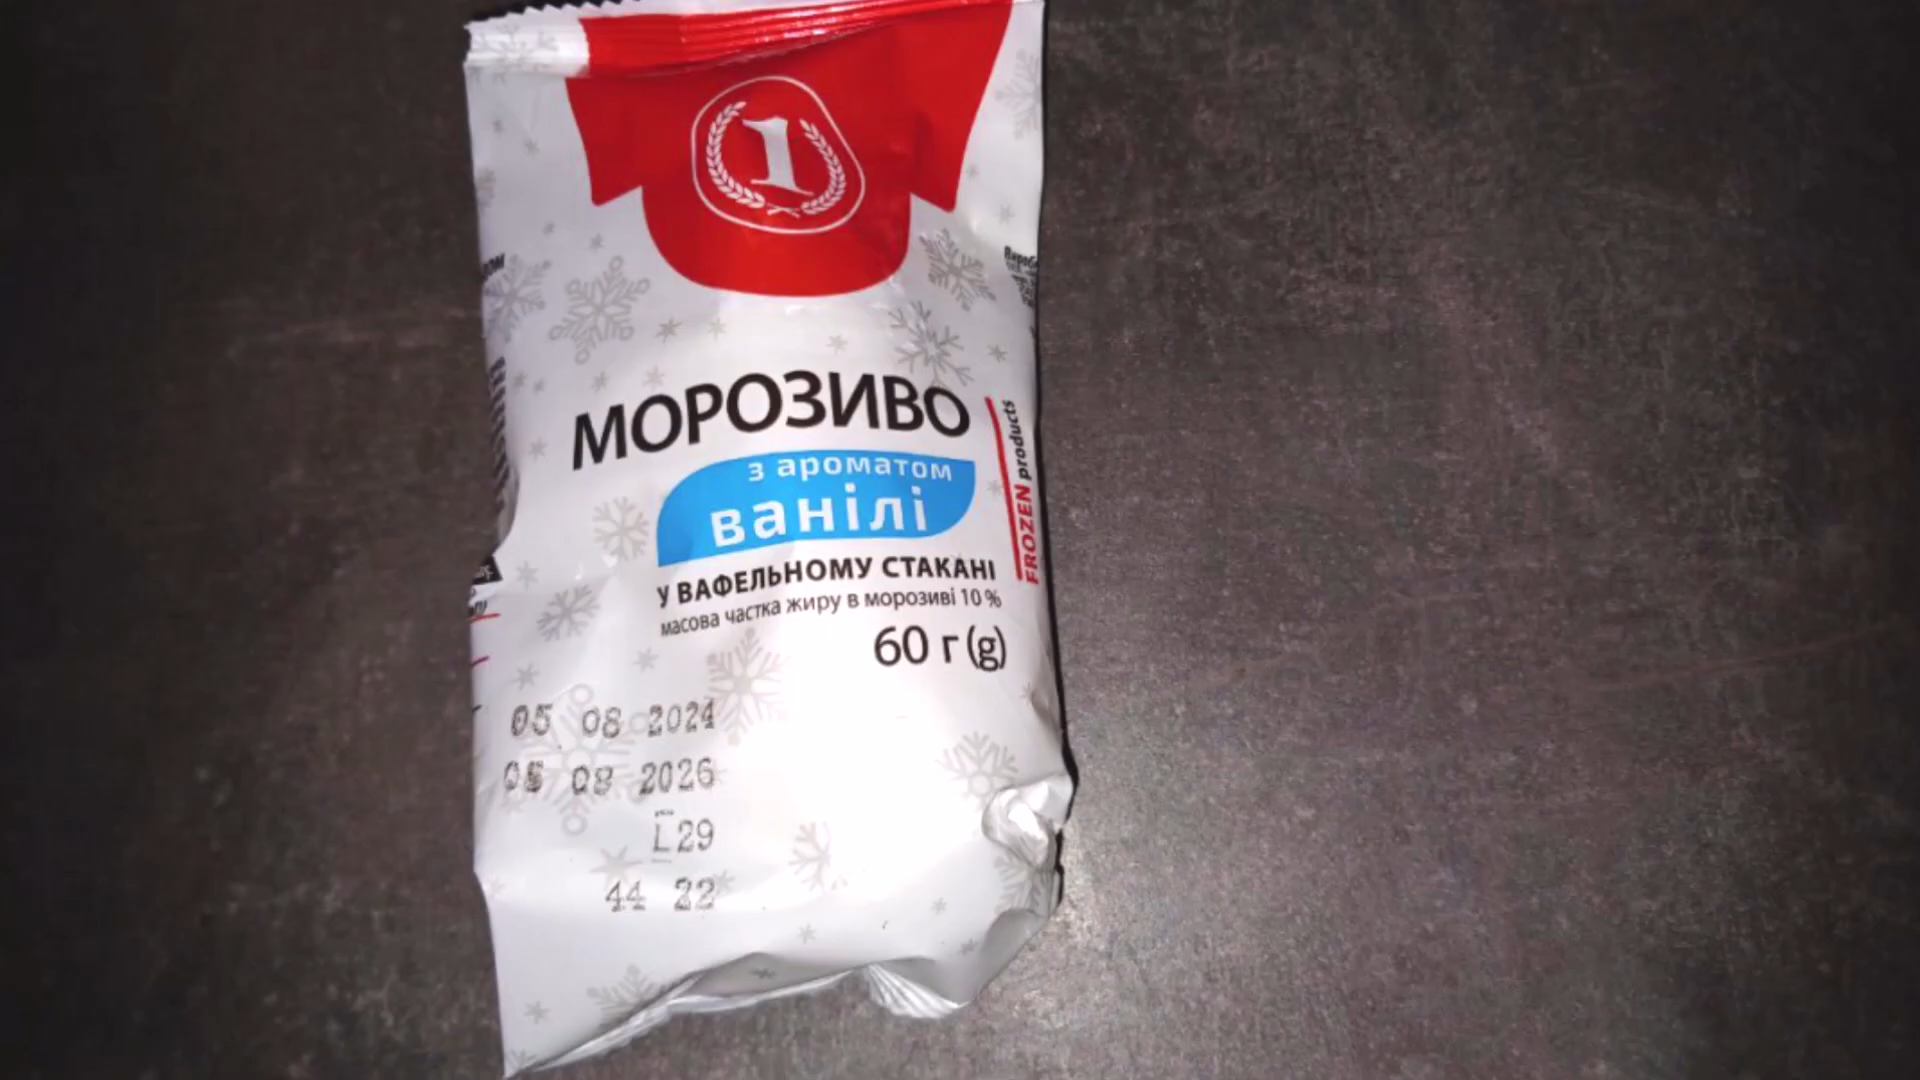 1
МОРОЗИВО
з ароматом
ванілі
У ВАФЕЛЬНОМУ СТАКАНІ
масова частка жиру в морозиві 10 %
60 г (g)
FROZEN products
05 08 2024
05 08 2026
L29
44 22